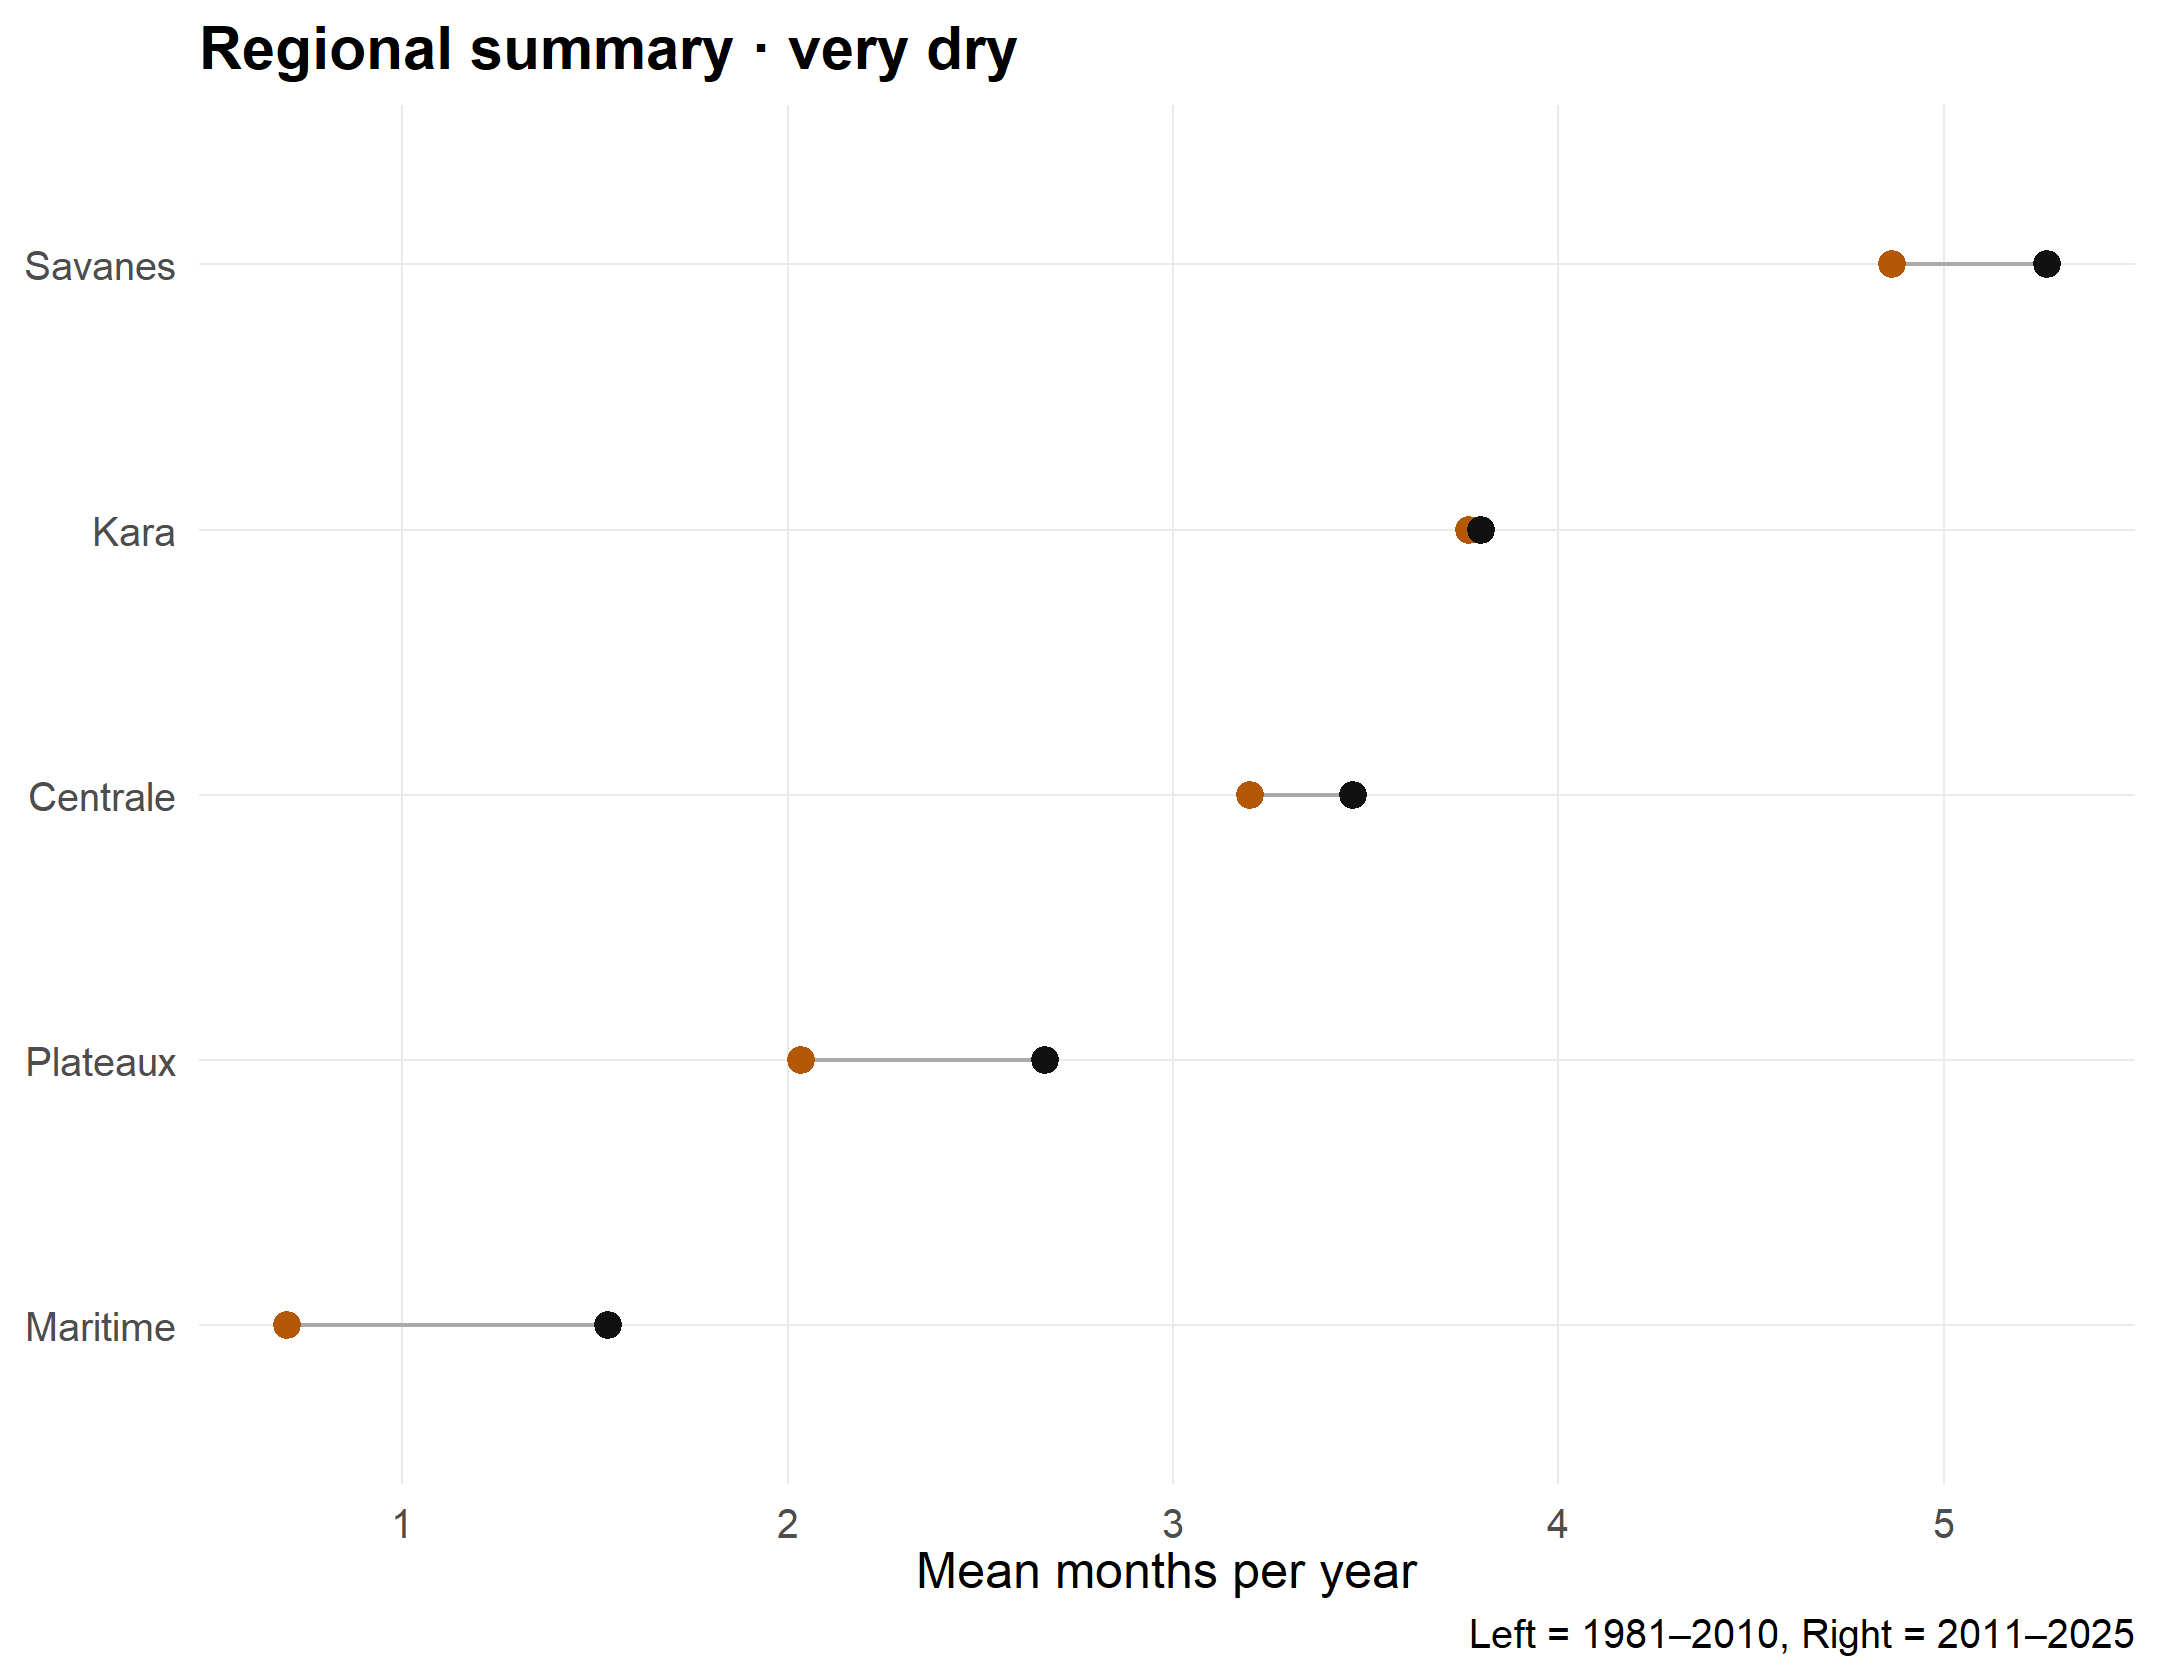 Regional summary · very dry
Savanes
Kara
Centrale
Plateaux
Maritime
1 2 3 4 5
Mean months per year
Left = 1981–2010, Right = 2011–2025